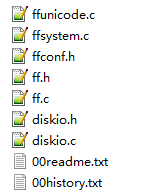 ffunicode.c
ffsystem.c
ffconf.h
ff.h
ff.c
diskio.h
diskio.c
00readme.txt
00history.txt